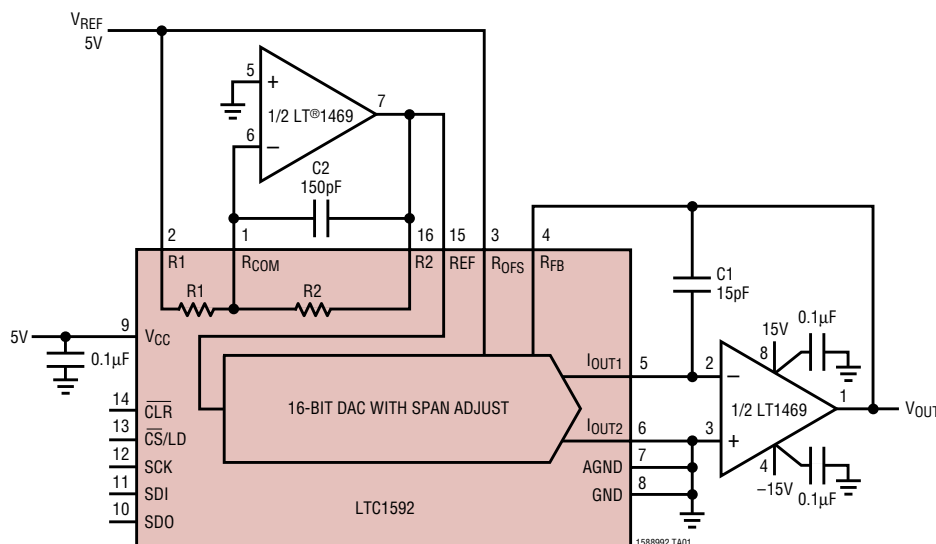 VREF
5V
5
+
1/2 LT®1469
7
6
–
C2
150pF
2
1
16
15
3
4
R1
RCOM
R2
REF
ROFS
RFB
R1
R2
C1
15pF
5V
9
VCC
0.1µF
15V
0.1µF
8
IOUT1
5
2
–
16-BIT DAC WITH SPAN ADJUST
1/2 LT1469
1
VOUT
14
CLR
13
CS/LD
12
SCK
11
SDI
10
SDO
IOUT2
6
3
+
7
AGND
8
GND
4
–15V
0.1µF
LTC1592
1588992 TA01